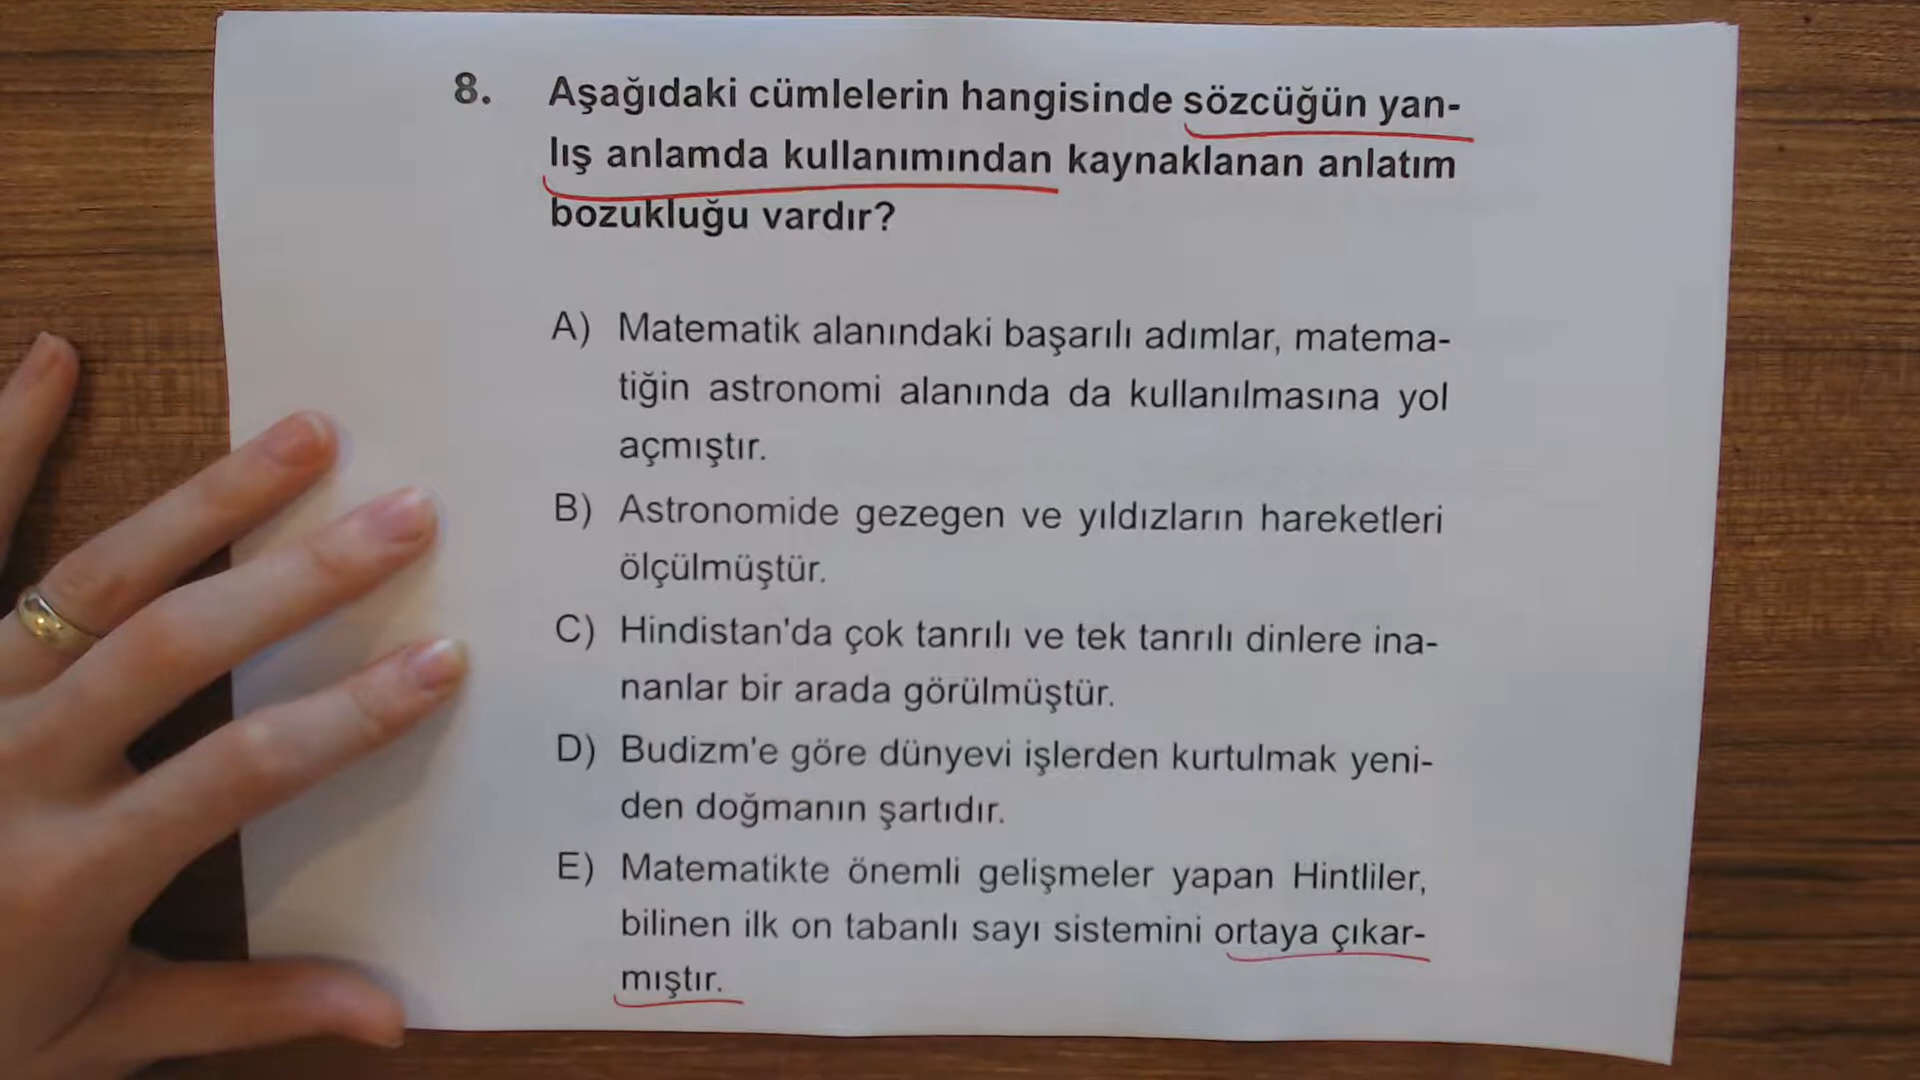 8. Aşağıdaki cümlelerin hangisinde sözcüğün yan-
lış anlamda kullanımından kaynaklanan anlatım
bozukluğu vardır?
A) Matematik alanındaki başarılı adımlar, matema-
tiğin astronomi alanında da kullanılmasına yol
açmıştır.
B) Astronomide gezegen ve yıldızların hareketleri
ölçülmüştür.
C) Hindistan'da çok tanrılı ve tek tanrılı dinlere ina-
nanlar bir arada görülmüştür.
D) Budizm'e göre dünyevi işlerden kurtulmak yeni-
den doğmanın şartıdır.
E) Matematikte önemli gelişmeler yapan Hintliler,
bilinen ilk on tabanlı sayı sistemini ortaya çıkar-
mıştır.